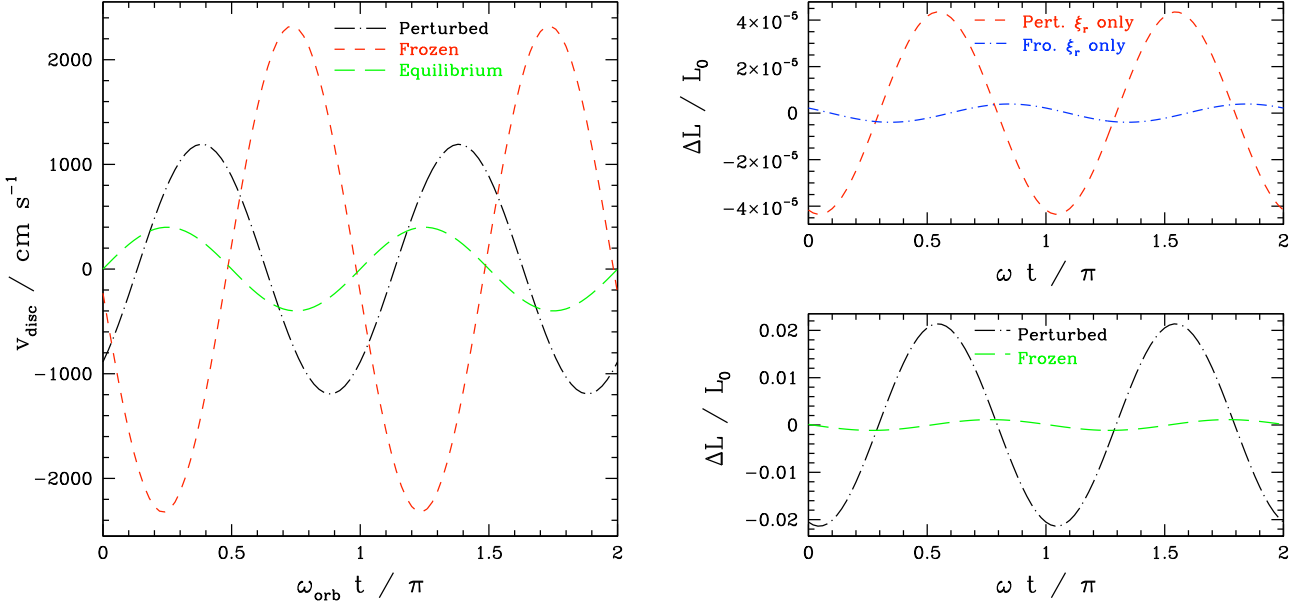 Perturbed
Frozen
Equilibrium
2000
1000
0
−1000
−2000
v_disc / cm s⁻¹
0 0.5 1 1.5 2
ω_orb t / π
Pert. ξ_r only
Fro. ξ_r only
4×10⁻⁵
2×10⁻⁵
0
−2×10⁻⁵
−4×10⁻⁵
ΔL / L₀
0 0.5 1 1.5 2
ω t / π
Perturbed
Frozen
0.02
0.01
0
−0.01
−0.02
ΔL / L₀
0 0.5 1 1.5 2
ω t / π